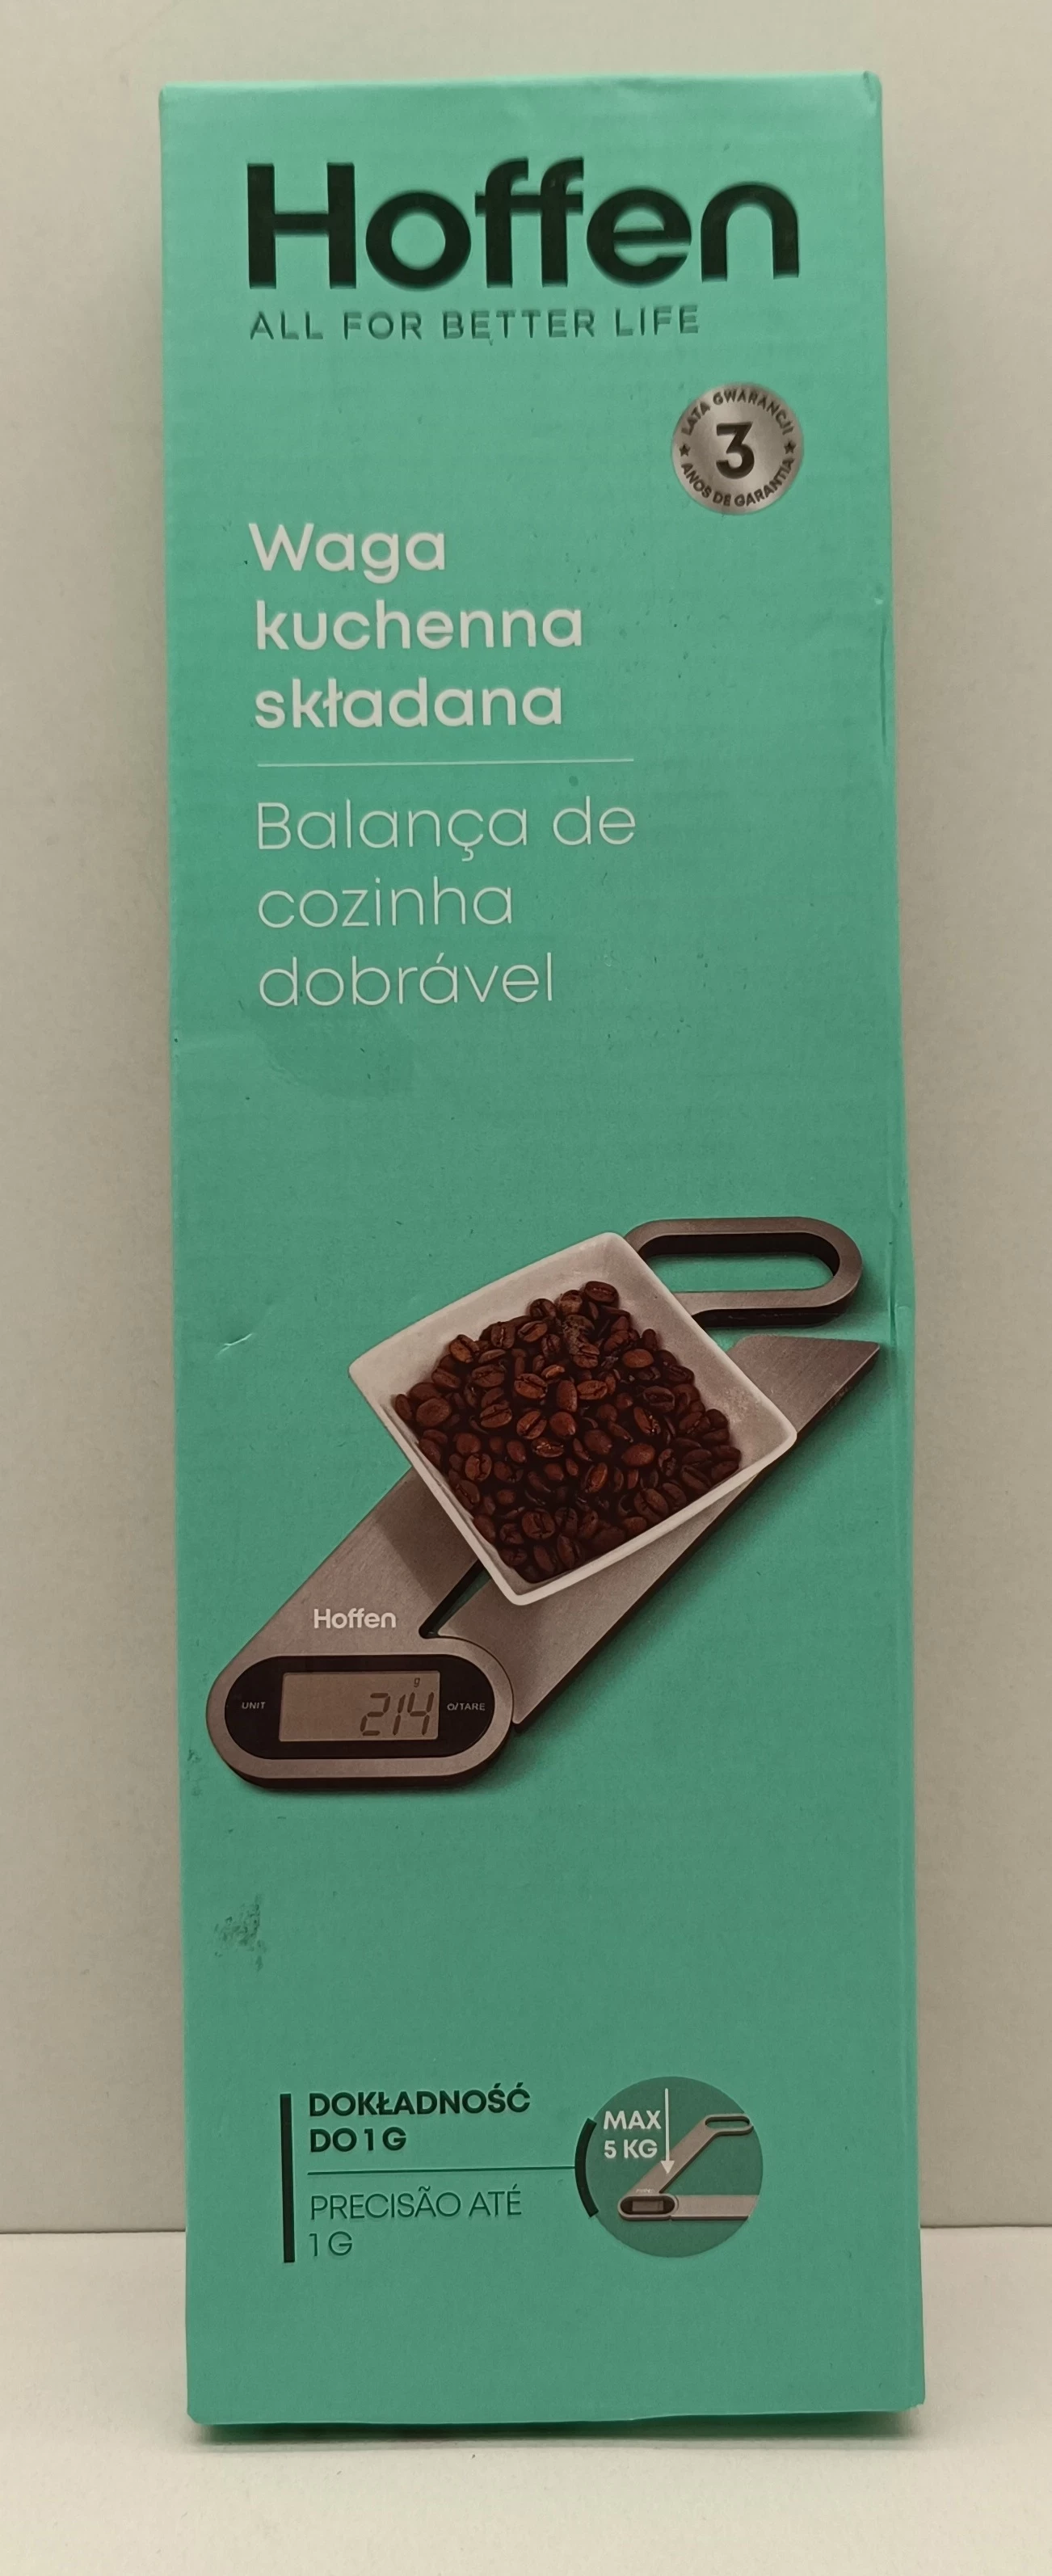 Hoffen
ALL FOR BETTER LIFE
LATA GWARANCJI
3
ANOS DE GARANTIA
Waga
kuchenna
składana
Balança de
cozinha
dobrável
Hoffen
UNIT
g
214
/TARE
DOKŁADNOŚĆ
DO 1 G
PRECISÃO ATÉ
1 G
MAX
5 KG